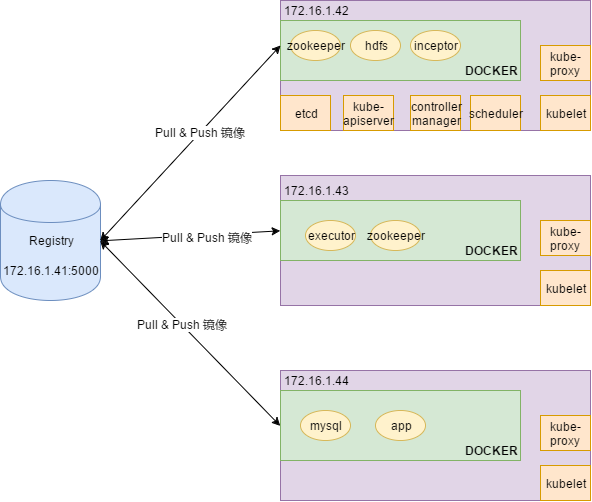 172.16.1.42
zookeeper
hdfs
inceptor
DOCKER
kube-
proxy
etcd
kube-
apiserver
controller
manager
scheduler
kubelet
Pull & Push 镜像
172.16.1.43
Registry
172.16.1.41:5000
Pull & Push 镜像
executor
zookeeper
DOCKER
kube-
proxy
kubelet
Pull & Push 镜像
172.16.1.44
mysql
app
DOCKER
kube-
proxy
kubelet